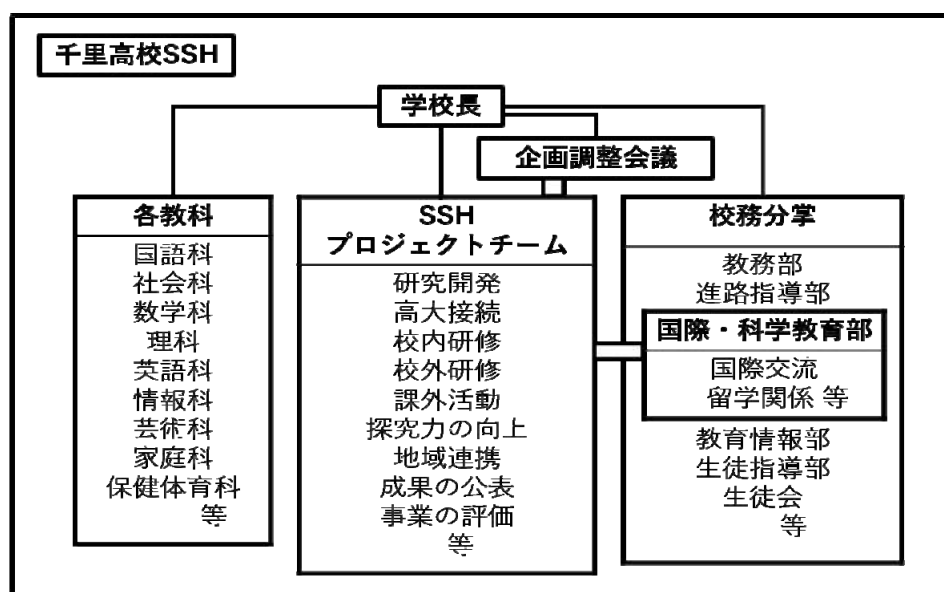 千里高校SSH
学校長
企画調整会議
各教科
国語科
社会科
数学科
理科
英語科
情報科
芸術科
家庭科
保健体育科
等
SSH
プロジェクトチーム
研究開発
高大接続
校内研修
校外研修
課外活動
探究力の向上
地域連携
成果の公表
事業の評価
等
校務分掌
教務部
進路指導部
国際・科学教育部
国際交流
留学関係 等
教育情報部
生徒指導部
生徒会
等